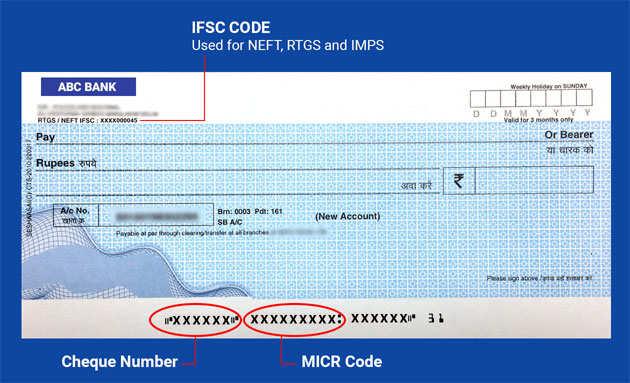 IFSC CODE
Used for NEFT, RTGS and IMPS
ABC BANK
Weekly Holiday on SUNDAY
RTGS / NEFT IFSC : XXXX000045
D D M M Y Y Y Y
Valid for 3 months only
Pay
Or Bearer
या धारक को
Rupees रुपये
अदा करें
₹
A/c No.
खाता क्र
Brn: 0003 Pdt: 161
SB A/C
(New Account)
Payable at par through clearing/transfer at all branches
Please sign above /
⑈XXXXXX⑈ XXXXXXXXX⑆ XXXXXX⑈ 31
Cheque Number
MICR Code